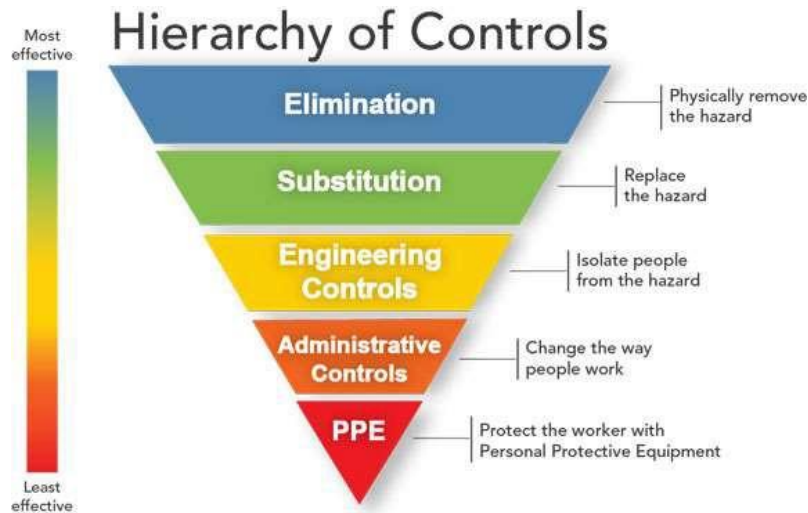 Hierarchy of Controls
Most
effective
Elimination
Physically remove
the hazard
Substitution
Replace
the hazard
Engineering
Controls
Isolate people
from the hazard
Administrative
Controls
Change the way
people work
PPE
Protect the worker with
Personal Protective Equipment
Least
effective